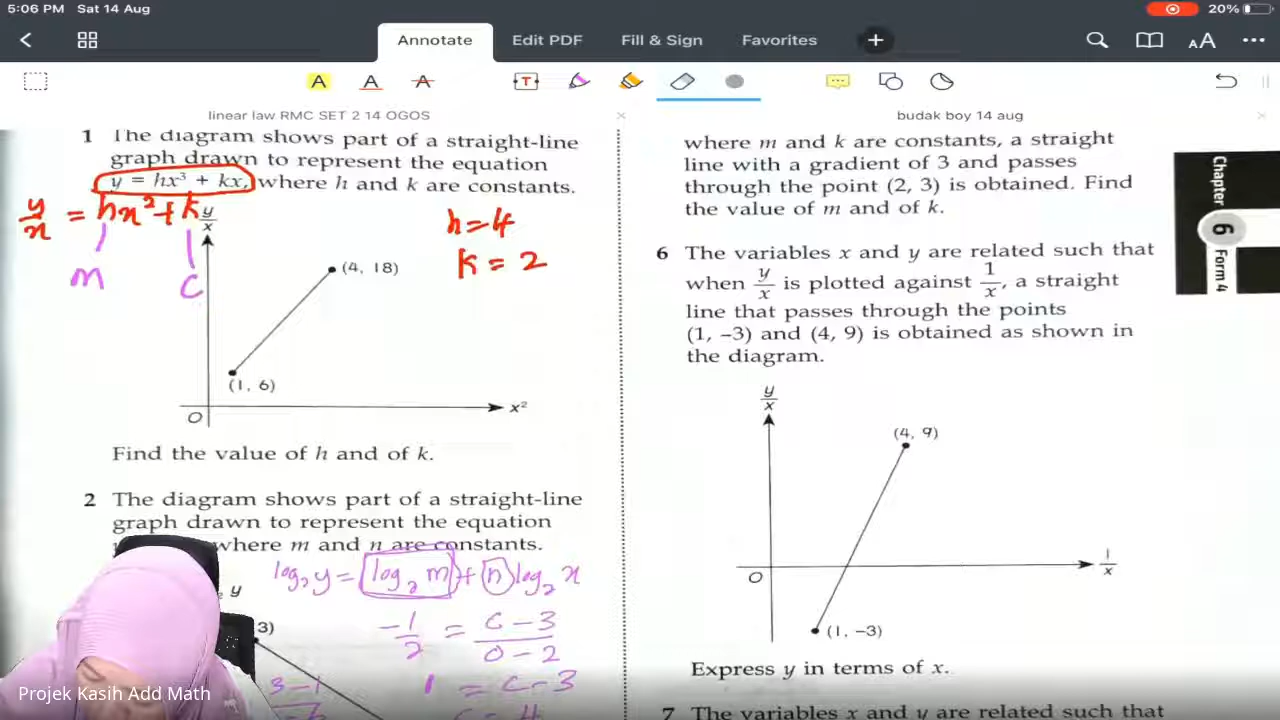 5:06 PM Sat 14 Aug
20%
Annotate
Edit PDF
Fill & Sign
Favorites
linear law RMC SET 2 14 OGOS
budak boy 14 aug
1 The diagram shows part of a straight-line
graph drawn to represent the equation
y = hx³ + kx, where h and k are constants.
y/x = hx² + k
m
c
h = 4
k = 2
y/x
(4, 18)
(1, 6)
O
x²
Find the value of h and of k.
2 The diagram shows part of a straight-line
graph drawn to represent the equation
where m and n are constants.
log₂ y = log₂ m + n log₂ x
y
3)
-1/2 = c - 3 / 0 - 2
3 - 1
1 = c - 3
c = 4
where m and k are constants, a straight
line with a gradient of 3 and passes
through the point (2, 3) is obtained. Find
the value of m and of k.
6 The variables x and y are related such that
when y/x is plotted against 1/x, a straight
line that passes through the points
(1, –3) and (4, 9) is obtained as shown in
the diagram.
y/x
(4, 9)
O
1/x
(1, –3)
Express y in terms of x.
7 The variables x and y are related such that
Chapter
6
Form 4
Projek Kasih Add Math